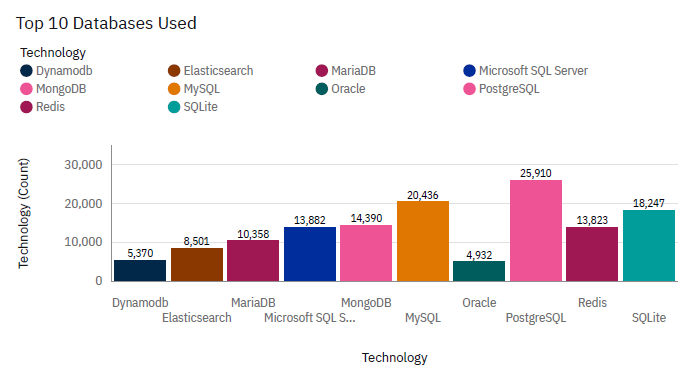 Top 10 Databases Used
Technology
Dynamodb Elasticsearch MariaDB Microsoft SQL Server
MongoDB MySQL Oracle PostgreSQL
Redis SQLite
Technology (Count)
30,000
20,000
10,000
0
5,370
8,501
10,358
13,882
14,390
20,436
4,932
25,910
13,823
18,247
Dynamodb MariaDB MongoDB Oracle Redis
Elasticsearch Microsoft SQL S... MySQL PostgreSQL SQLite
Technology